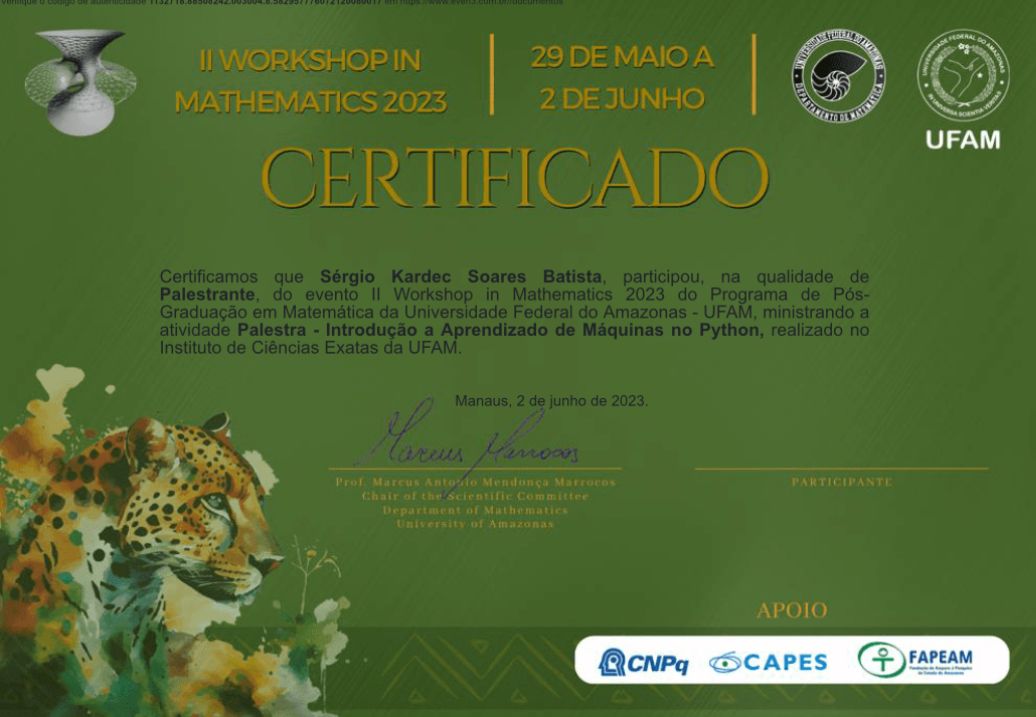 Verifique o código de autenticidade 1132718.88508242.003004.8.58295777607212008001 em https://www.even3.com.br//documentos
II WORKSHOP IN
MATHEMATICS 2023
29 DE MAIO A
2 DE JUNHO
UNIVERSIDADE FEDERAL DO AMAZONAS
DEPARTAMENTO DE MATEMÁTICA
UNIVERSIDADE FEDERAL DO AMAZONAS
IN UNIVERSA SCIENTIA VERITAS
UFAM
CERTIFICADO
Certificamos que Sérgio Kardec Soares Batista, participou, na qualidade de
Palestrante, do evento II Workshop in Mathematics 2023 do Programa de Pós-
Graduação em Matemática da Universidade Federal do Amazonas - UFAM, ministrando a
atividade Palestra - Introdução a Aprendizado de Máquinas no Python, realizado no
Instituto de Ciências Exatas da UFAM.
Manaus, 2 de junho de 2023.
Marcus Marrocos
Prof. Marcus Antonio Mendonça Marrocos
Chair of the Scientific Committee
Department of Mathematics
University of Amazonas
PARTICIPANTE
APOIO
CNPq
CAPES
FAPEAM
Fundação de Amparo à Pesquisa
do Estado do Amazonas